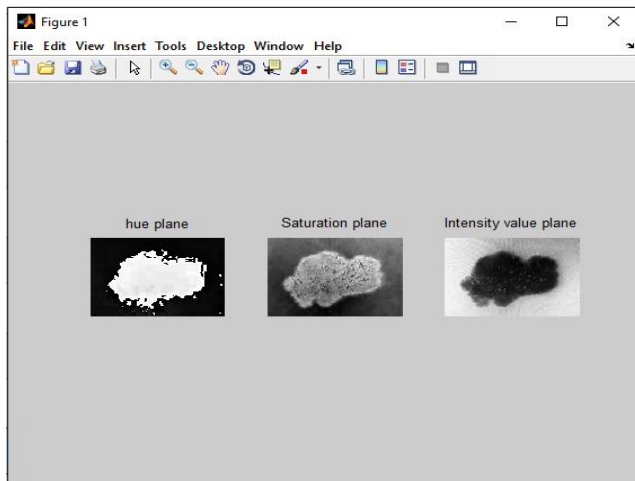 Figure 1
File Edit View Insert Tools Desktop Window Help
hue plane
Saturation plane
Intensity value plane